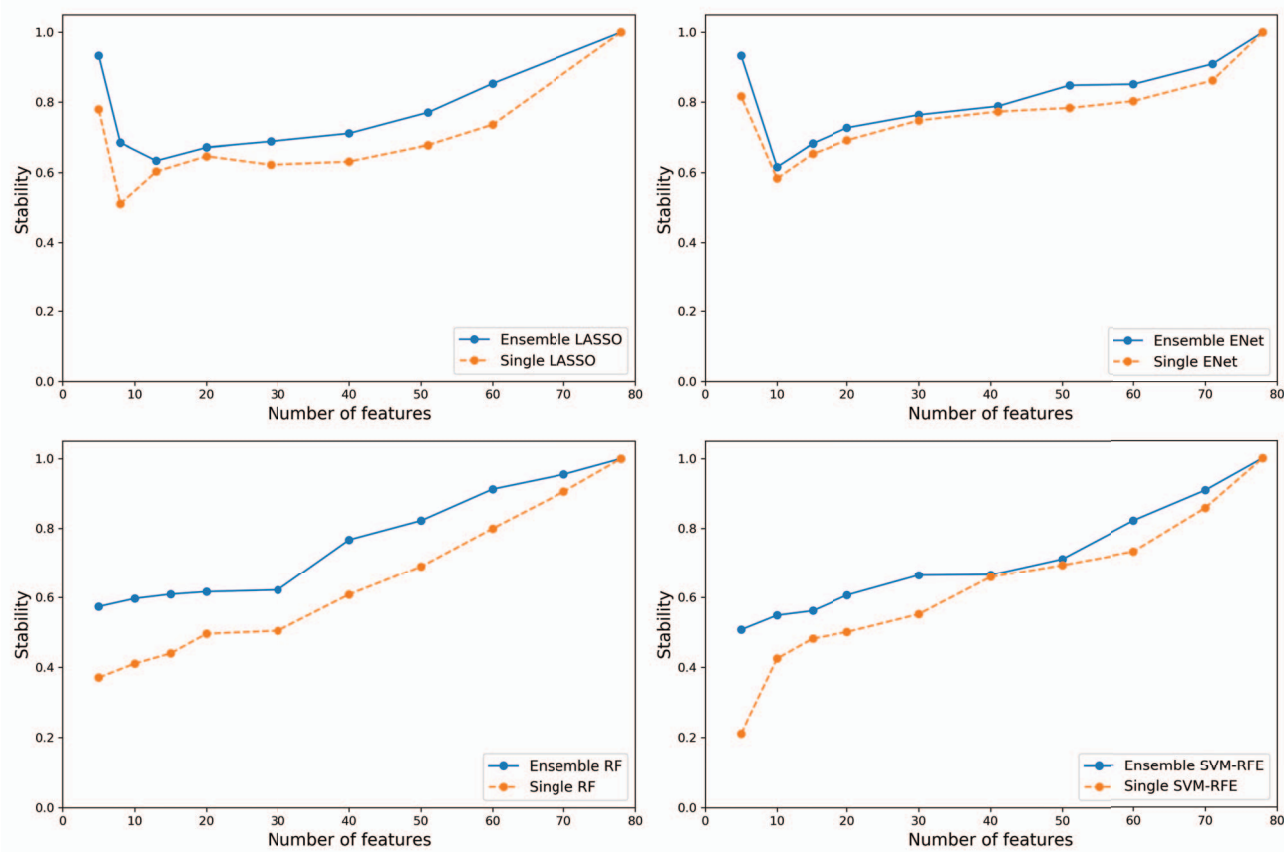 1.0
0.8
0.6
0.4
0.2
0.0
Stability
0 10 20 30 40 50 60 70 80
Number of features
Ensemble LASSO
Single LASSO
1.0
0.8
0.6
0.4
0.2
0.0
Stability
0 10 20 30 40 50 60 70 80
Number of features
Ensemble ENet
Single ENet
1.0
0.8
0.6
0.4
0.2
0.0
Stability
0 10 20 30 40 50 60 70 80
Number of features
Ensemble RF
Single RF
1.0
0.8
0.6
0.4
0.2
0.0
Stability
0 10 20 30 40 50 60 70 80
Number of features
Ensemble SVM-RFE
Single SVM-RFE